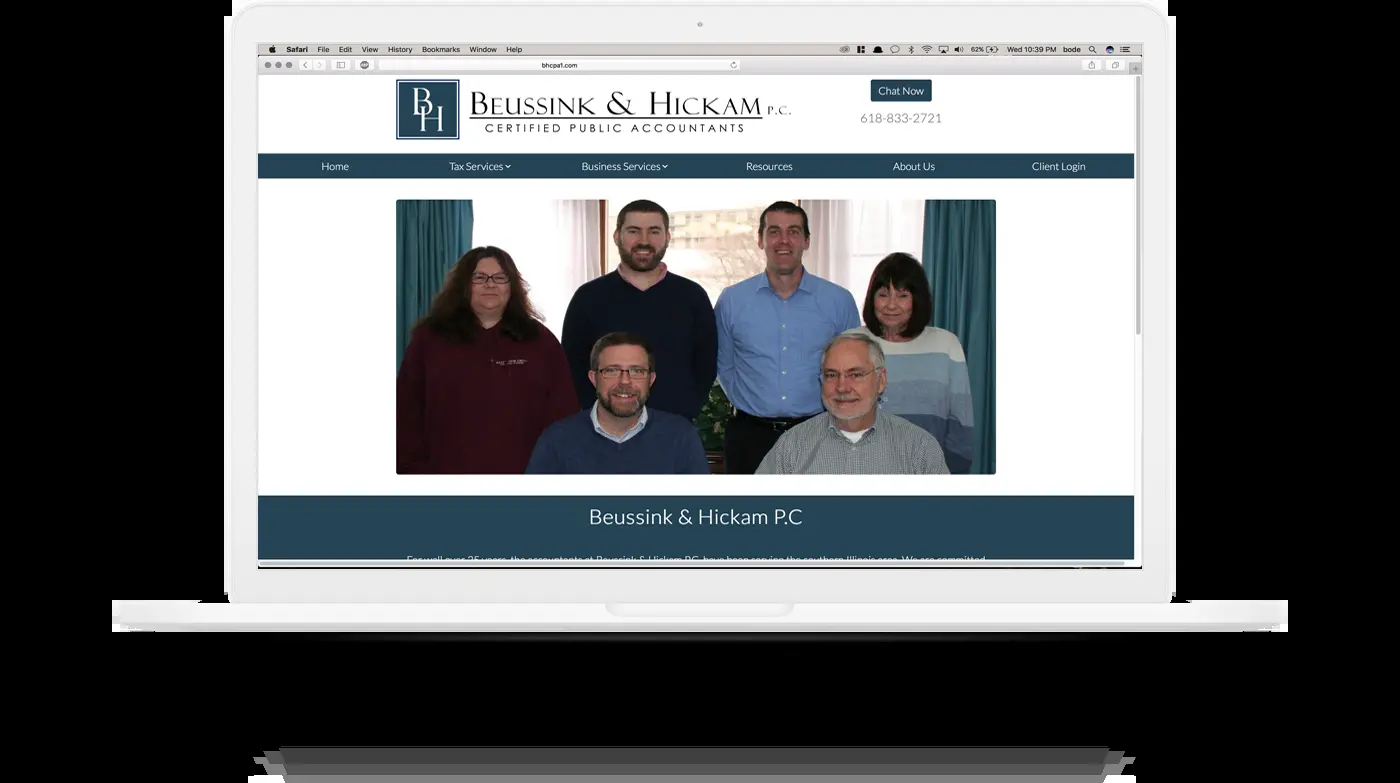 Safari File Edit View History Bookmarks Window Help 62% Wed 10:39 PM bode
bhcpa1.com
BH
BEUSSINK & HICKAM P.C.
CERTIFIED PUBLIC ACCOUNTANTS
Chat Now
618-833-2721
Home Tax Services Business Services Resources About Us Client Login
Beussink & Hickam P.C
For well over 25 years, the accountants at Beussink & Hickam P.C. have been serving the southern Illinois area. We are committed